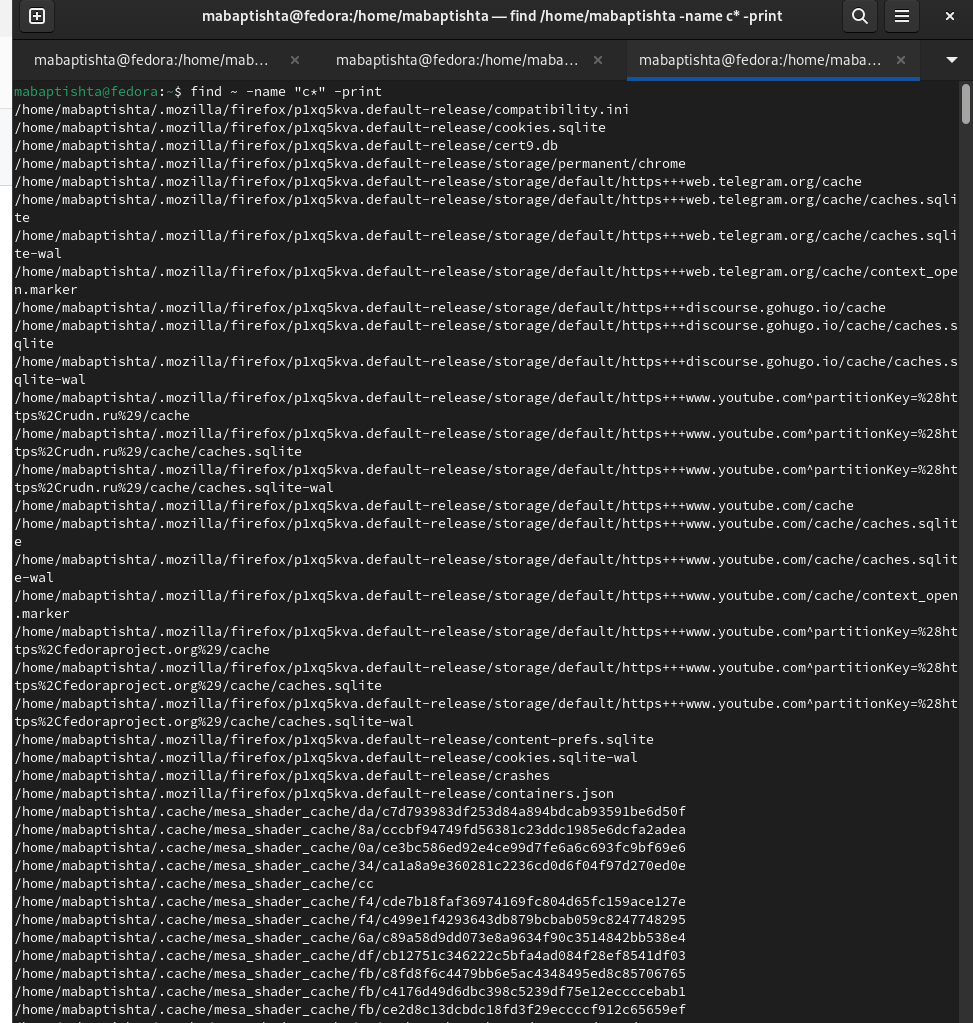 mabaptishta@fedora:/home/mabaptishta — find /home/mabaptishta -name c* -print
mabaptishta@fedora:/home/mab... × mabaptishta@fedora:/home/maba... × mabaptishta@fedora:/home/maba... ×
mabaptishta@fedora:~$ find ~ -name "c*" -print
/home/mabaptishta/.mozilla/firefox/p1xq5kva.default-release/compatibility.ini
/home/mabaptishta/.mozilla/firefox/p1xq5kva.default-release/cookies.sqlite
/home/mabaptishta/.mozilla/firefox/p1xq5kva.default-release/cert9.db
/home/mabaptishta/.mozilla/firefox/p1xq5kva.default-release/storage/permanent/chrome
/home/mabaptishta/.mozilla/firefox/p1xq5kva.default-release/storage/default/https+++web.telegram.org/cache
/home/mabaptishta/.mozilla/firefox/p1xq5kva.default-release/storage/default/https+++web.telegram.org/cache/caches.sqli
te
/home/mabaptishta/.mozilla/firefox/p1xq5kva.default-release/storage/default/https+++web.telegram.org/cache/caches.sqli
te-wal
/home/mabaptishta/.mozilla/firefox/p1xq5kva.default-release/storage/default/https+++web.telegram.org/cache/context_ope
n.marker
/home/mabaptishta/.mozilla/firefox/p1xq5kva.default-release/storage/default/https+++discourse.gohugo.io/cache
/home/mabaptishta/.mozilla/firefox/p1xq5kva.default-release/storage/default/https+++discourse.gohugo.io/cache/caches.s
qlite
/home/mabaptishta/.mozilla/firefox/p1xq5kva.default-release/storage/default/https+++discourse.gohugo.io/cache/caches.s
qlite-wal
/home/mabaptishta/.mozilla/firefox/p1xq5kva.default-release/storage/default/https+++www.youtube.com^partitionKey=%28ht
tps%2Crudn.ru%29/cache
/home/mabaptishta/.mozilla/firefox/p1xq5kva.default-release/storage/default/https+++www.youtube.com^partitionKey=%28ht
tps%2Crudn.ru%29/cache/caches.sqlite
/home/mabaptishta/.mozilla/firefox/p1xq5kva.default-release/storage/default/https+++www.youtube.com^partitionKey=%28ht
tps%2Crudn.ru%29/cache/caches.sqlite-wal
/home/mabaptishta/.mozilla/firefox/p1xq5kva.default-release/storage/default/https+++www.youtube.com/cache
/home/mabaptishta/.mozilla/firefox/p1xq5kva.default-release/storage/default/https+++www.youtube.com/cache/caches.sqlit
e
/home/mabaptishta/.mozilla/firefox/p1xq5kva.default-release/storage/default/https+++www.youtube.com/cache/caches.sqlit
e-wal
/home/mabaptishta/.mozilla/firefox/p1xq5kva.default-release/storage/default/https+++www.youtube.com/cache/context_open
.marker
/home/mabaptishta/.mozilla/firefox/p1xq5kva.default-release/storage/default/https+++www.youtube.com^partitionKey=%28ht
tps%2Cfedoraproject.org%29/cache
/home/mabaptishta/.mozilla/firefox/p1xq5kva.default-release/storage/default/https+++www.youtube.com^partitionKey=%28ht
tps%2Cfedoraproject.org%29/cache/caches.sqlite
/home/mabaptishta/.mozilla/firefox/p1xq5kva.default-release/storage/default/https+++www.youtube.com^partitionKey=%28ht
tps%2Cfedoraproject.org%29/cache/caches.sqlite-wal
/home/mabaptishta/.mozilla/firefox/p1xq5kva.default-release/content-prefs.sqlite
/home/mabaptishta/.mozilla/firefox/p1xq5kva.default-release/cookies.sqlite-wal
/home/mabaptishta/.mozilla/firefox/p1xq5kva.default-release/crashes
/home/mabaptishta/.mozilla/firefox/p1xq5kva.default-release/containers.json
/home/mabaptishta/.cache/mesa_shader_cache/da/c7d793983df253d84a894bdcab93591be6d50f
/home/mabaptishta/.cache/mesa_shader_cache/8a/cccbf94749fd56381c23ddc1985e6dcfa2adea
/home/mabaptishta/.cache/mesa_shader_cache/0a/ce3bc586ed92e4ce99d7fe6a6c693fc9bf69e6
/home/mabaptishta/.cache/mesa_shader_cache/34/ca1a8a9e360281c2236cd0d6f04f97d270ed0e
/home/mabaptishta/.cache/mesa_shader_cache/cc
/home/mabaptishta/.cache/mesa_shader_cache/f4/cde7b18faf36974169fc804d65fc159ace127e
/home/mabaptishta/.cache/mesa_shader_cache/f4/c499e1f4293643db879bcbab059c8247748295
/home/mabaptishta/.cache/mesa_shader_cache/6a/c89a58d9dd073e8a9634f90c3514842bb538e4
/home/mabaptishta/.cache/mesa_shader_cache/df/cb12751c346222c5bfa4ad084f28ef8541df03
/home/mabaptishta/.cache/mesa_shader_cache/fb/c8fd8f6c4479bb6e5ac4348495ed8c85706765
/home/mabaptishta/.cache/mesa_shader_cache/fb/c4176d49d6dbc398c5239df75e12eccccebab1
/home/mabaptishta/.cache/mesa_shader_cache/fb/ce2d8c13dcbdc18fd3f29eccccf912c65659ef